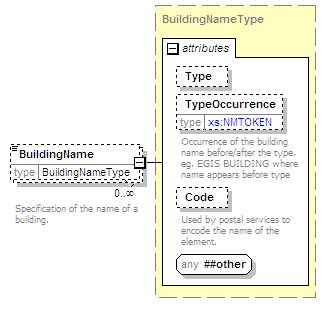 BuildingNameType
attributes
Type
TypeOccurrence
type xs:NMTOKEN
Occurrence of the building
name before/after the type.
eg. EGIS BUILDING where
name appears before type
BuildingName
type BuildingNameType
0..∞
Specification of the name of a
building.
Code
Used by postal services to
encode the name of the
element.
any ##other